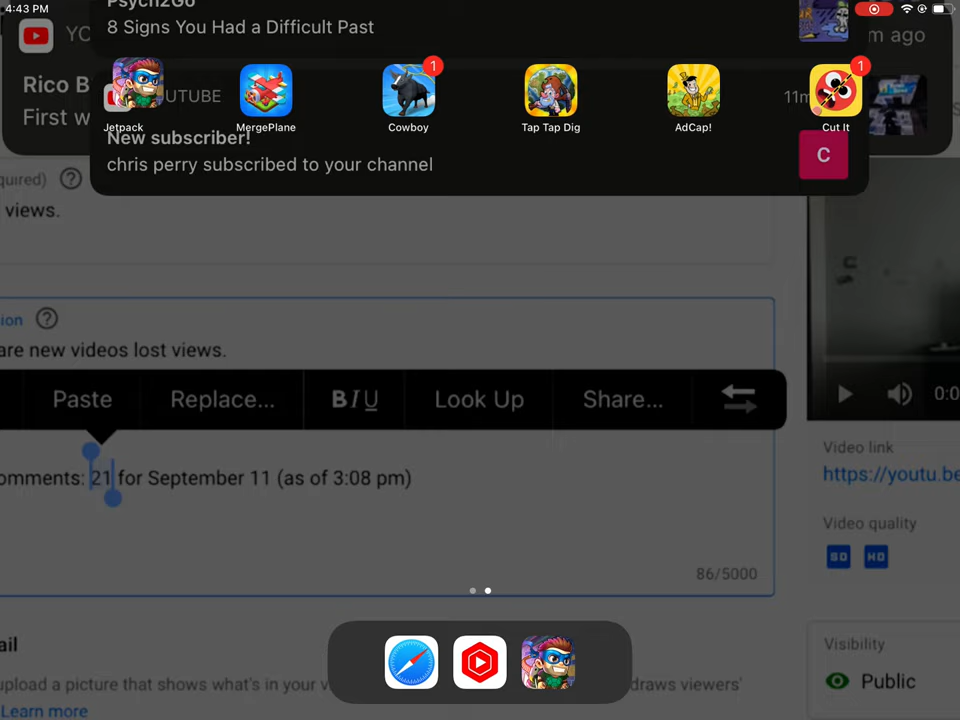 4:43 PM
Psych2Go
8 Signs You Had a Difficult Past
YO
m ago
Rico B
UTUBE
11m
First w
1
1
Jetpack
MergePlane
Cowboy
Tap Tap Dig
AdCap!
Cut It
New subscriber!
chris perry subscribed to your channel
C
quired) ?
views.
ion ?
are new videos lost views.
Paste
Replace...
BIU
Look Up
Share...
0:0
omments: 21 for September 11 (as of 3:08 pm)
Video link
https://youtu.be
Video quality
SD
HD
86/5000
ail
upload a picture that shows what's in your v
draws viewers'
Learn more
Visibility
Public